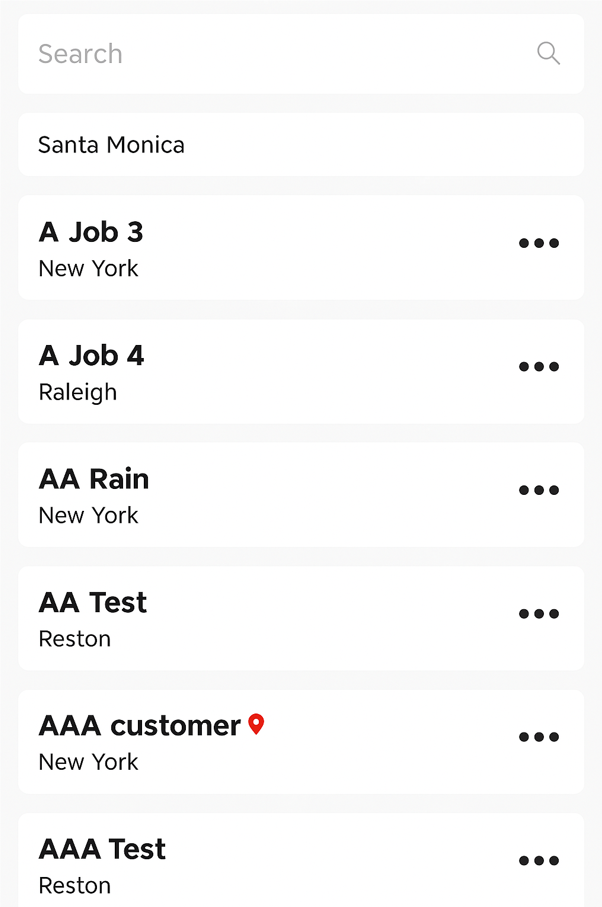 Search
Santa Monica
A Job 3
New York
A Job 4
Raleigh
AA Rain
New York
AA Test
Reston
AAA customer
New York
AAA Test
Reston